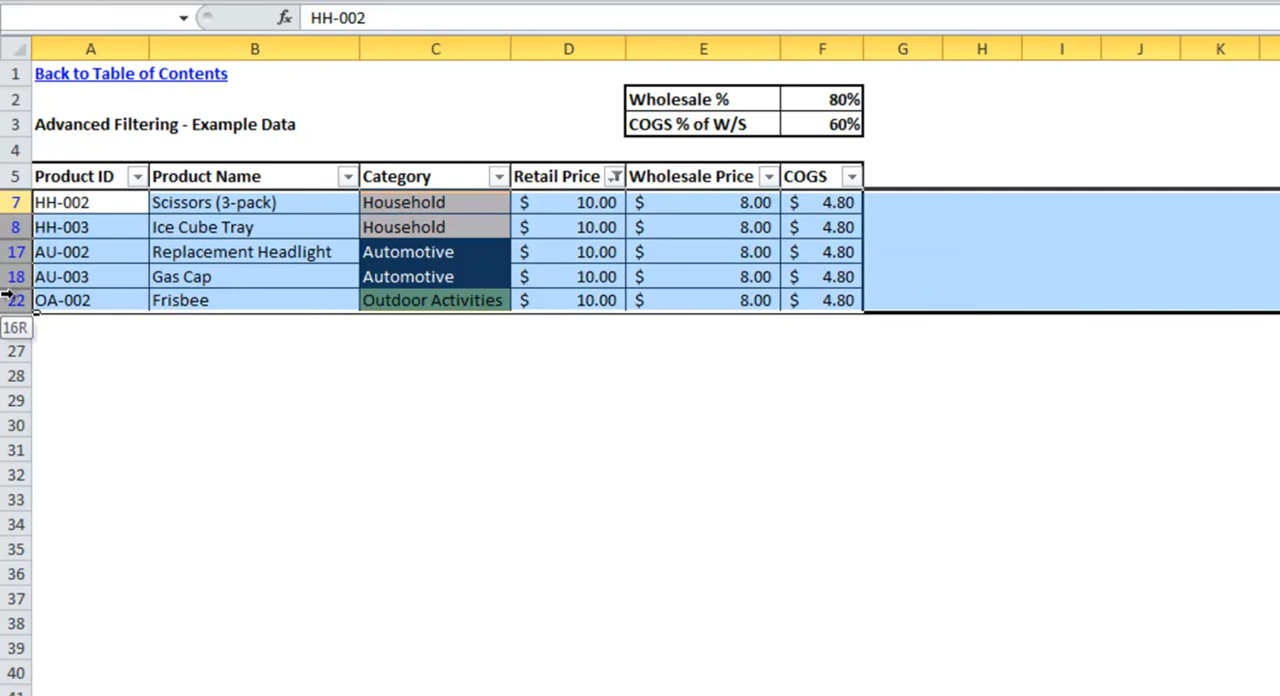 fx HH-002
A B C D E F G H I J K
1 Back to Table of Contents
2 Wholesale % 80%
3 Advanced Filtering - Example Data COGS % of W/S 60%
4
5 Product ID Product Name Category Retail Price Wholesale Price COGS
7 HH-002 Scissors (3-pack) Household $ 10.00 $ 8.00 $ 4.80
8 HH-003 Ice Cube Tray Household $ 10.00 $ 8.00 $ 4.80
17 AU-002 Replacement Headlight Automotive $ 10.00 $ 8.00 $ 4.80
18 AU-003 Gas Cap Automotive $ 10.00 $ 8.00 $ 4.80
22 OA-002 Frisbee Outdoor Activities $ 10.00 $ 8.00 $ 4.80
16R
27
28
29
30
31
32
33
34
35
36
37
38
39
40
41